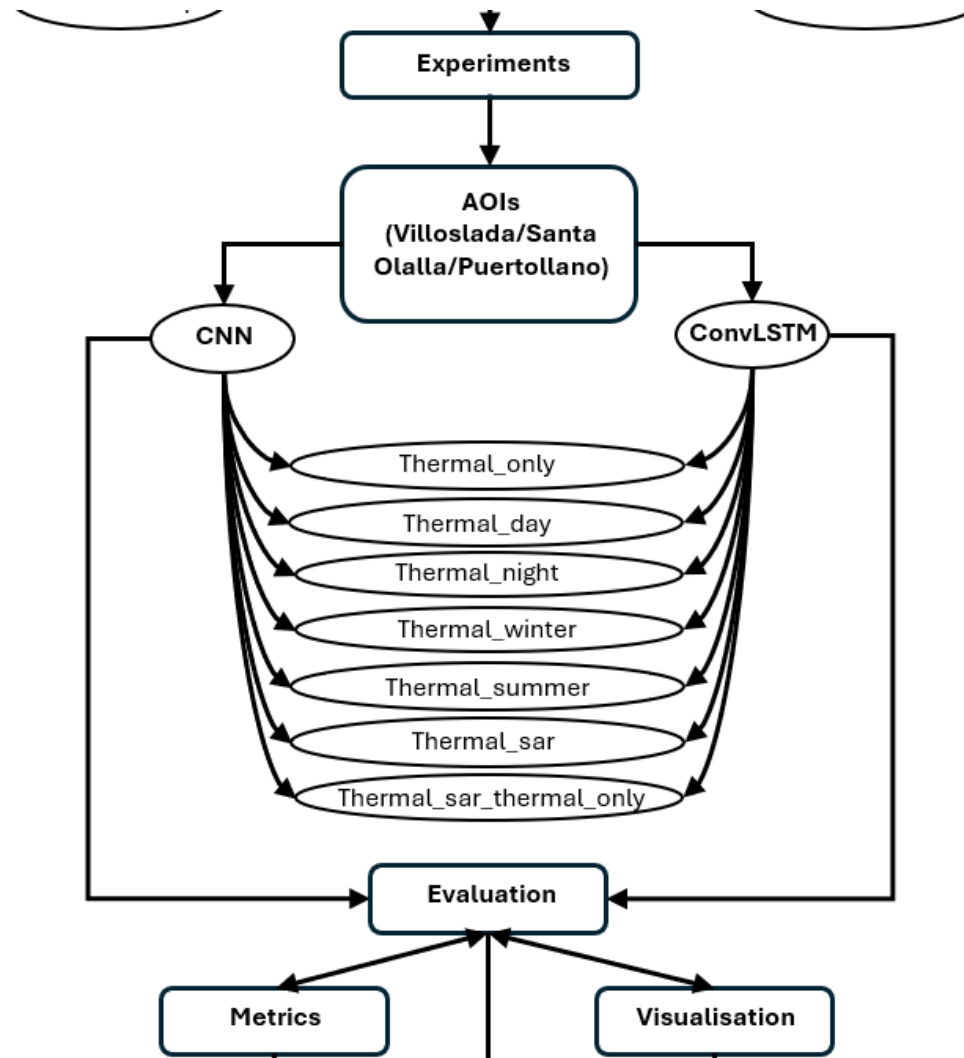 Experiments
AOIs
(Villoslada/Santa
Olalla/Puertollano)
CNN
ConvLSTM
Thermal_only
Thermal_day
Thermal_night
Thermal_winter
Thermal_summer
Thermal_sar
Thermal_sar_thermal_only
Evaluation
Metrics
Visualisation